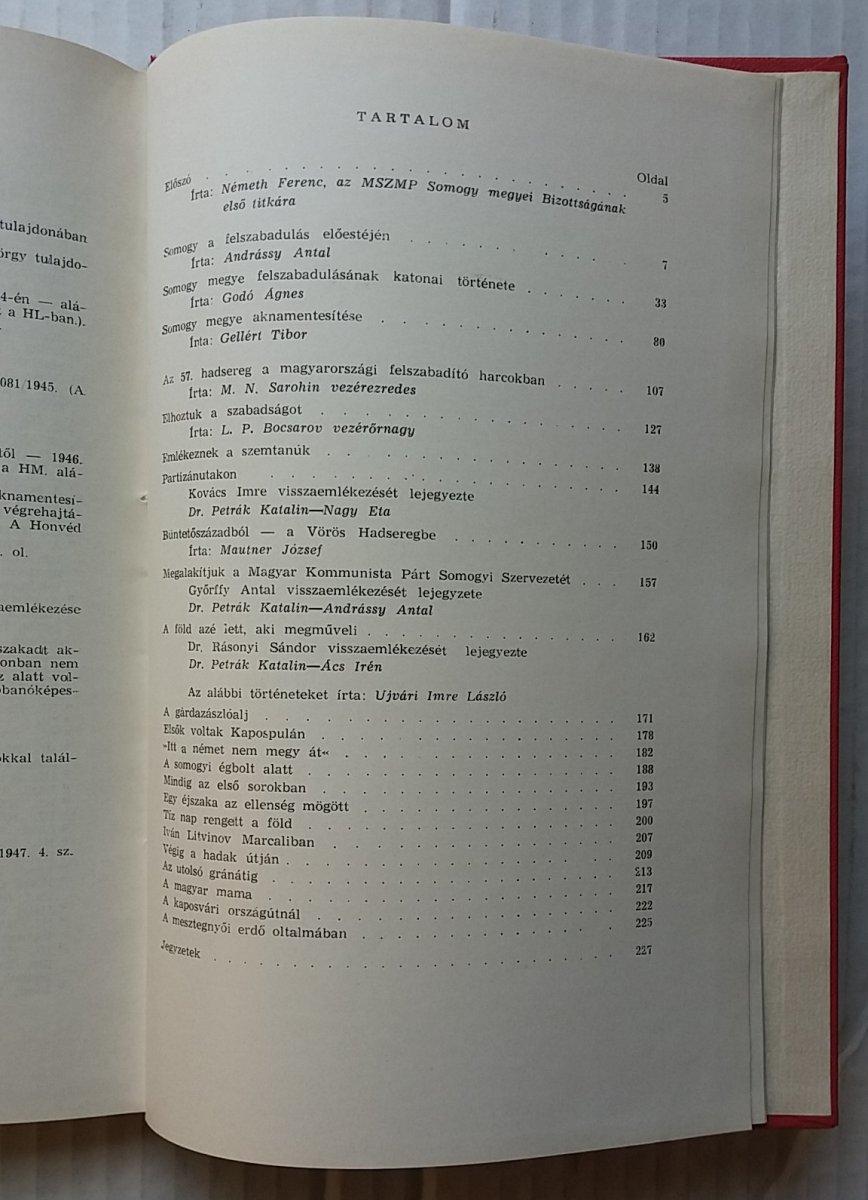 tulajdonában
örgy tulajdo-
4-én — alá-
a HL-ban.).
081/1945. (A
től — 1946.
a HM. alá-
knamentesí-
végrehajtá-
A Honvéd
. ol.
aemlékezése
szakadt ak-
onban nem
z alatt vol-
bbanóképes-
okkal talál-
1947. 4. sz.
TARTALOM
Oldal
Előszó . . . . . . . . . . . . . . . . 5
Írta: Németh Ferenc, az MSZMP Somogy megyei Bizottságának
első titkára
Somogy a felszabadulás előestéjén . . . . . . . . . 7
Írta: Andrássy Antal
Somogy megye felszabadulásának katonai története . . . . . 33
Írta: Godó Ágnes
Somogy megye aknamentesítése . . . . . . . . . . 80
Írta: Gellért Tibor
Az 57. hadsereg a magyarországi felszabadító harcokban . . . . 107
Írta: M. N. Sarohin vezérezredes
Elhoztuk a szabadságot . . . . . . . . . . . . 127
Írta: L. P. Bocsarov vezérőrnagy
Emlékeznek a szemtanúk . . . . . . . . . . . . 138
Partizánutakon . . . . . . . . . . . . . . 144
Kovács Imre visszaemlékezését lejegyezte
Dr. Petrák Katalin—Nagy Eta
Büntetőszázadból — a Vörös Hadseregbe . . . . . . . . 150
Írta: Mautner József
Megalakítjuk a Magyar Kommunista Párt Somogyi Szervezetét . . . 157
Győrffy Antal visszaemlékezését lejegyzete
Dr. Petrák Katalin—Andrássy Antal
A föld azé lett, aki megműveli . . . . . . . . . . . 162
Dr. Rásonyi Sándor visszaemlékezését lejegyezte
Dr. Petrák Katalin—Ács Irén
Az alábbi történeteket írta: Ujvári Imre László
A gárdazászlóalj . . . . . . . . . . . . . . 171
Elsők voltak Kapospulán . . . . . . . . . . . . 178
»Itt a német nem megy át« . . . . . . . . . . . 182
A somogyi égbolt alatt . . . . . . . . . . . . 188
Mindig az első sorokban . . . . . . . . . . . . 193
Egy éjszaka az ellenség mögött . . . . . . . . . . 197
Tíz nap rengett a föld . . . . . . . . . . . . 200
Iván Litvinov Marcaliban . . . . . . . . . . . . 207
Végig a hadak útján . . . . . . . . . . . . . 209
Az utolsó gránátig . . . . . . . . . . . . . 213
A magyar mama . . . . . . . . . . . . . . 217
A kaposvári országútnál . . . . . . . . . . . . 222
A mesztegnyői erdő oltalmában . . . . . . . . . . 225
Jegyzetek . . . . . . . . . . . . . . . . 227